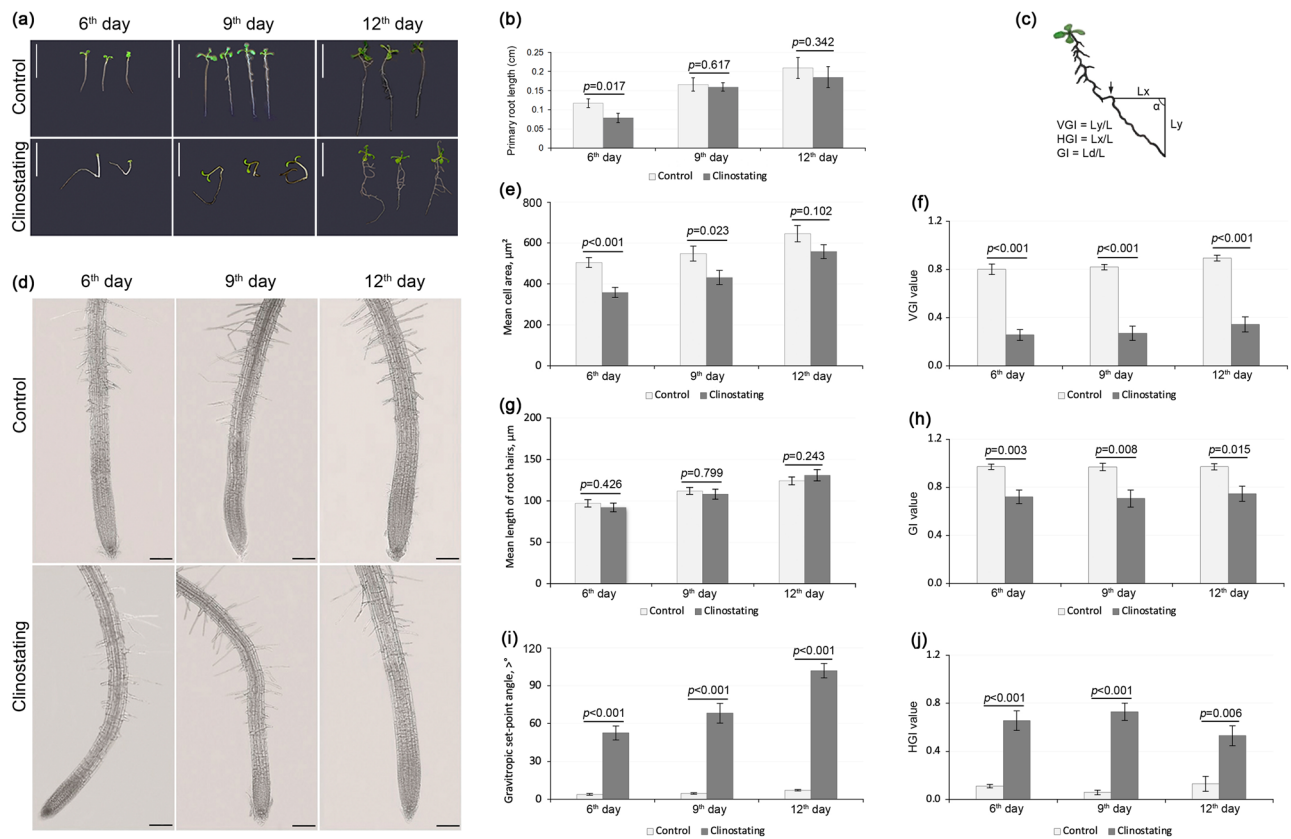 (a)
6th day
9th day
12th day
Control
Clinostating
(b)
Primary root length (cm)
0.25
0.2
0.15
0.1
0.05
0
p=0.017
p=0.617
p=0.342
6th day
9th day
12th day
Control
Clinostating
(c)
Lx
α
Ly
VGI = Ly/L
HGI = Lx/L
GI = Ld/L
(d)
6th day
9th day
12th day
Control
Clinostating
(e)
Mean cell area, μm²
800
600
400
200
0
p<0.001
p=0.023
p=0.102
6th day
9th day
12th day
Control
Clinostating
(f)
VGI value
1.2
0.8
0.4
0.0
p<0.001
p<0.001
p<0.001
6th day
9th day
12th day
Control
Clinostating
(g)
Mean length of root hairs, μm
200
150
100
50
0
p=0.426
p=0.799
p=0.243
6th day
9th day
12th day
Control
Clinostating
(h)
GI value
1.2
0.8
0.4
0.0
p=0.003
p=0.008
p=0.015
6th day
9th day
12th day
Control
Clinostating
(i)
Gravitropic set-point angle, >°
120
90
60
30
0
p<0.001
p<0.001
p<0.001
6th day
9th day
12th day
Control
Clinostating
(j)
HGI value
1.2
0.8
0.4
0.0
p<0.001
p<0.001
p=0.006
6th day
9th day
12th day
Control
Clinostating